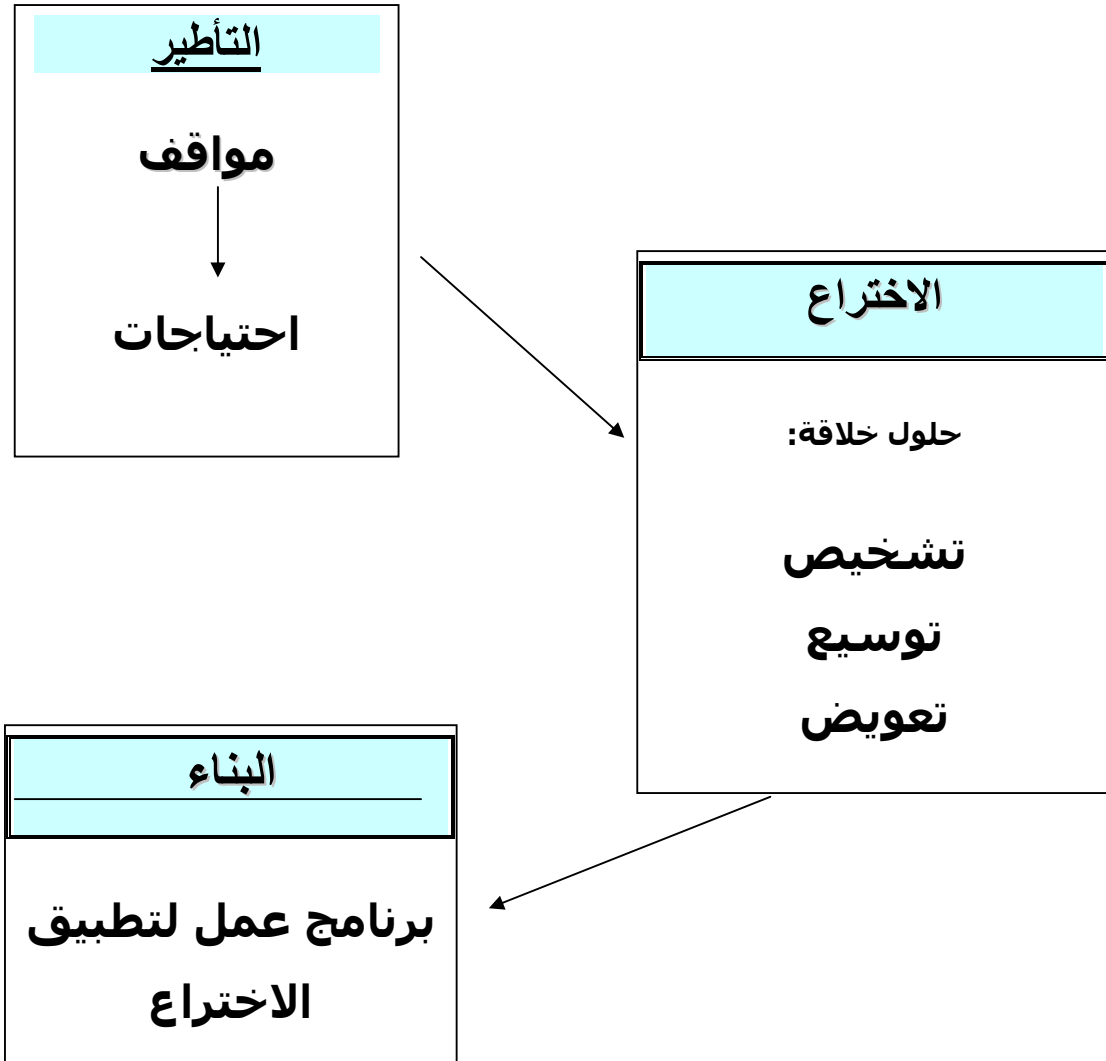 التأطير
مواقف
احتياجات
الاختراع
حلول خلاقة:
تشخيص
توسيع
تعويض
البناء
برنامج عمل لتطبيق
الاختراع